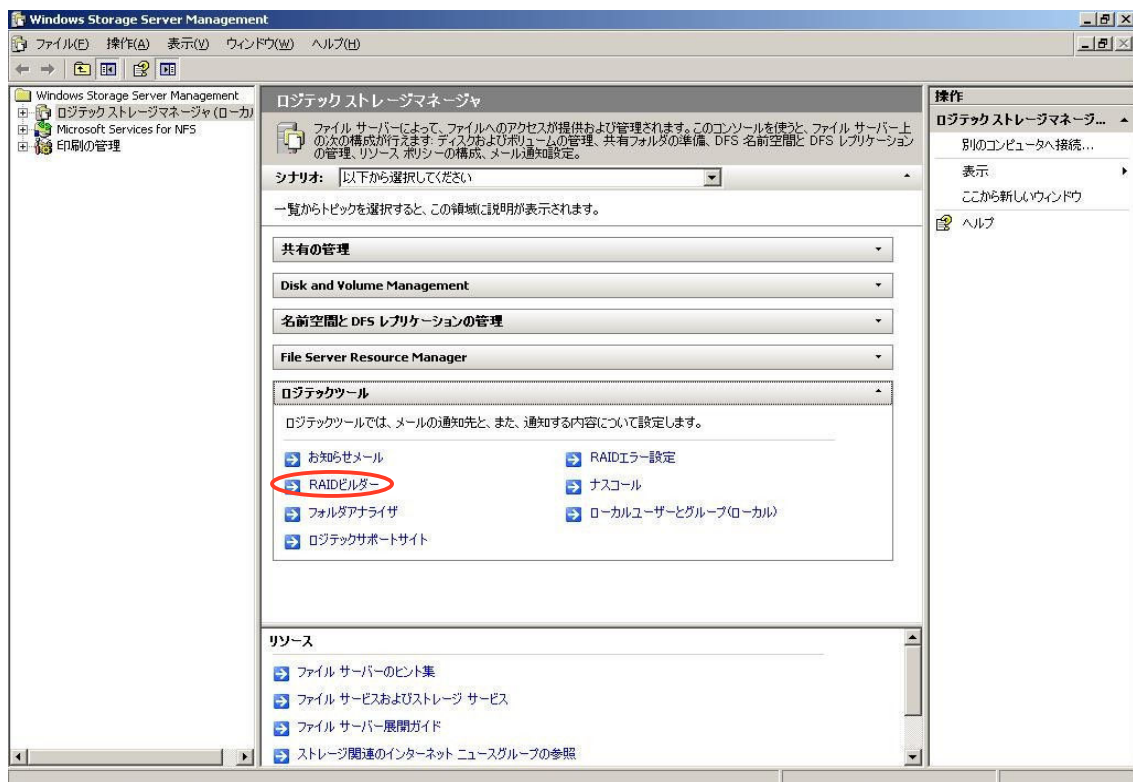 Windows Storage Server Management
ファイル(F) 操作(A) 表示(V) ウィンドウ(W) ヘルプ(H)
Windows Storage Server Management
ロジテック ストレージマネージャ (ローカル
Microsoft Services for NFS
印刷の管理
ロジテック ストレージマネージャ
ファイル サーバーによって、ファイルへのアクセスが提供および管理されます。このコンソールを使うと、ファイル サーバー上
の次の構成が行えます: ディスクおよびボリュームの管理、共有フォルダの準備、DFS 名前空間と DFS レプリケーション
の管理、リソース ポリシーの構成、メール通知設定。
シナリオ: 以下から選択してください
一覧からトピックを選択すると、この領域に説明が表示されます。
共有の管理
Disk and Volume Management
名前空間と DFS レプリケーションの管理
File Server Resource Manager
ロジテックツール
ロジテックツールでは、メールの通知先と、また、通知する内容について設定します。
お知らせメール
RAIDエラー設定
RAIDビルダー
ナスコール
フォルダアナライザ
ローカルユーザーとグループ(ローカル)
ロジテックサポートサイト
リソース
ファイル サーバーのヒント集
ファイル サービスおよびストレージ サービス
ファイル サーバー展開ガイド
ストレージ関連のインターネット ニュースグループの参照
操作
ロジテック ストレージマネージ...
別のコンピュータへ接続...
表示
ここから新しいウィンドウ
ヘルプ